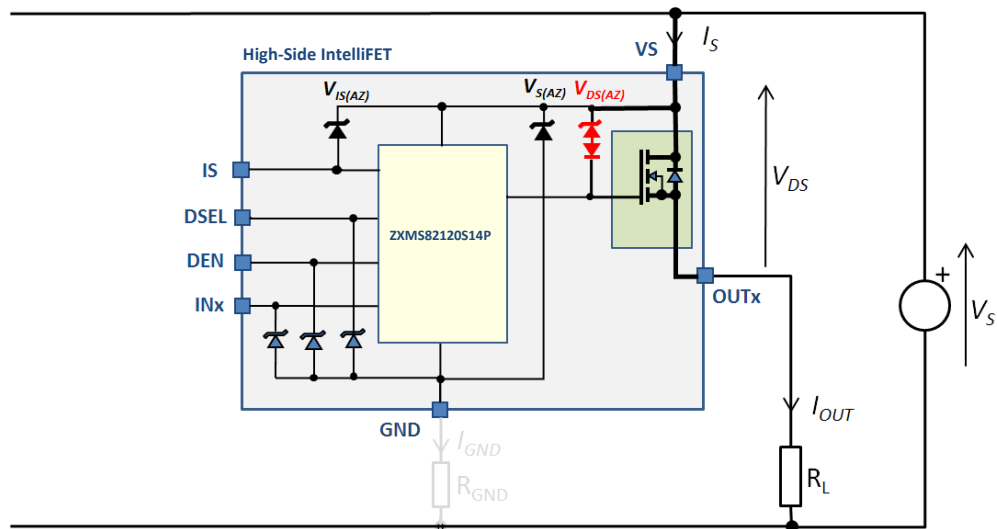 I_S
VS
High-Side IntelliFET
V_IS(AZ)
V_S(AZ)
V_DS(AZ)
IS
V_DS
DSEL
ZXMS82120S14P
DEN
+
INx
OUTx
V_S
I_OUT
GND
I_GND
R_L
R_GND